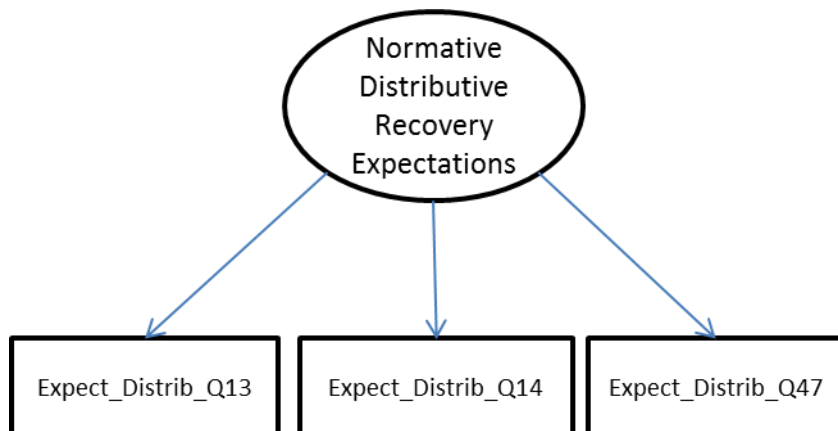 Normative
Distributive
Recovery
Expectations
Expect_Distrib_Q13
Expect_Distrib_Q14
Expect_Distrib_Q47